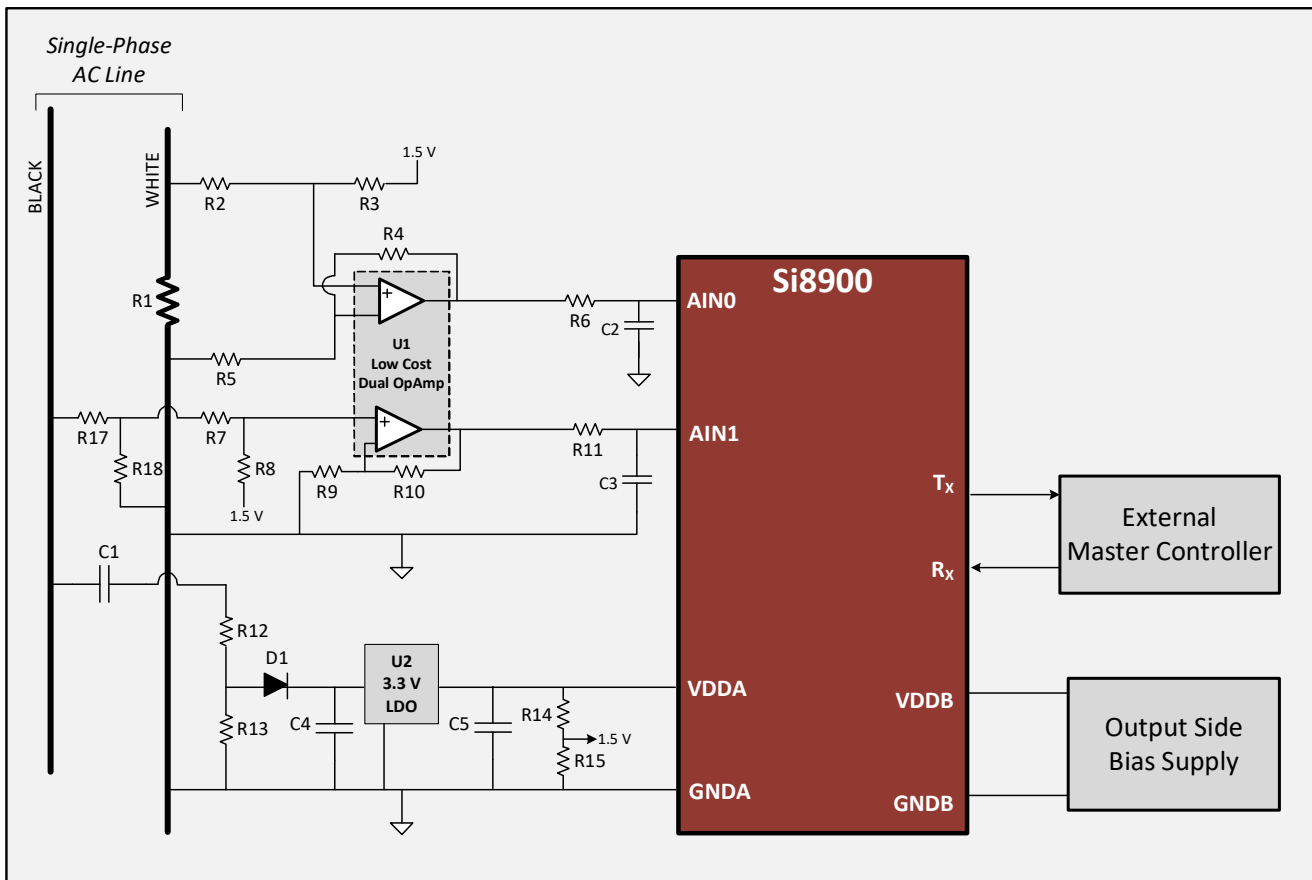 Single-Phase
AC Line
BLACK
WHITE
1.5 V
R2
R3
R4
R1
Si8900
AIN0
R6
C2
U1
Low Cost
Dual OpAmp
R5
+
+
AIN1
R17
R7
R11
R18
R8
R9
R10
C3
1.5 V
TX
External
Master Controller
RX
C1
R12
D1
U2
3.3 V
LDO
VDDA
VDDB
R13
C4
C5
R14
1.5 V
R15
Output Side
Bias Supply
GNDA
GNDB